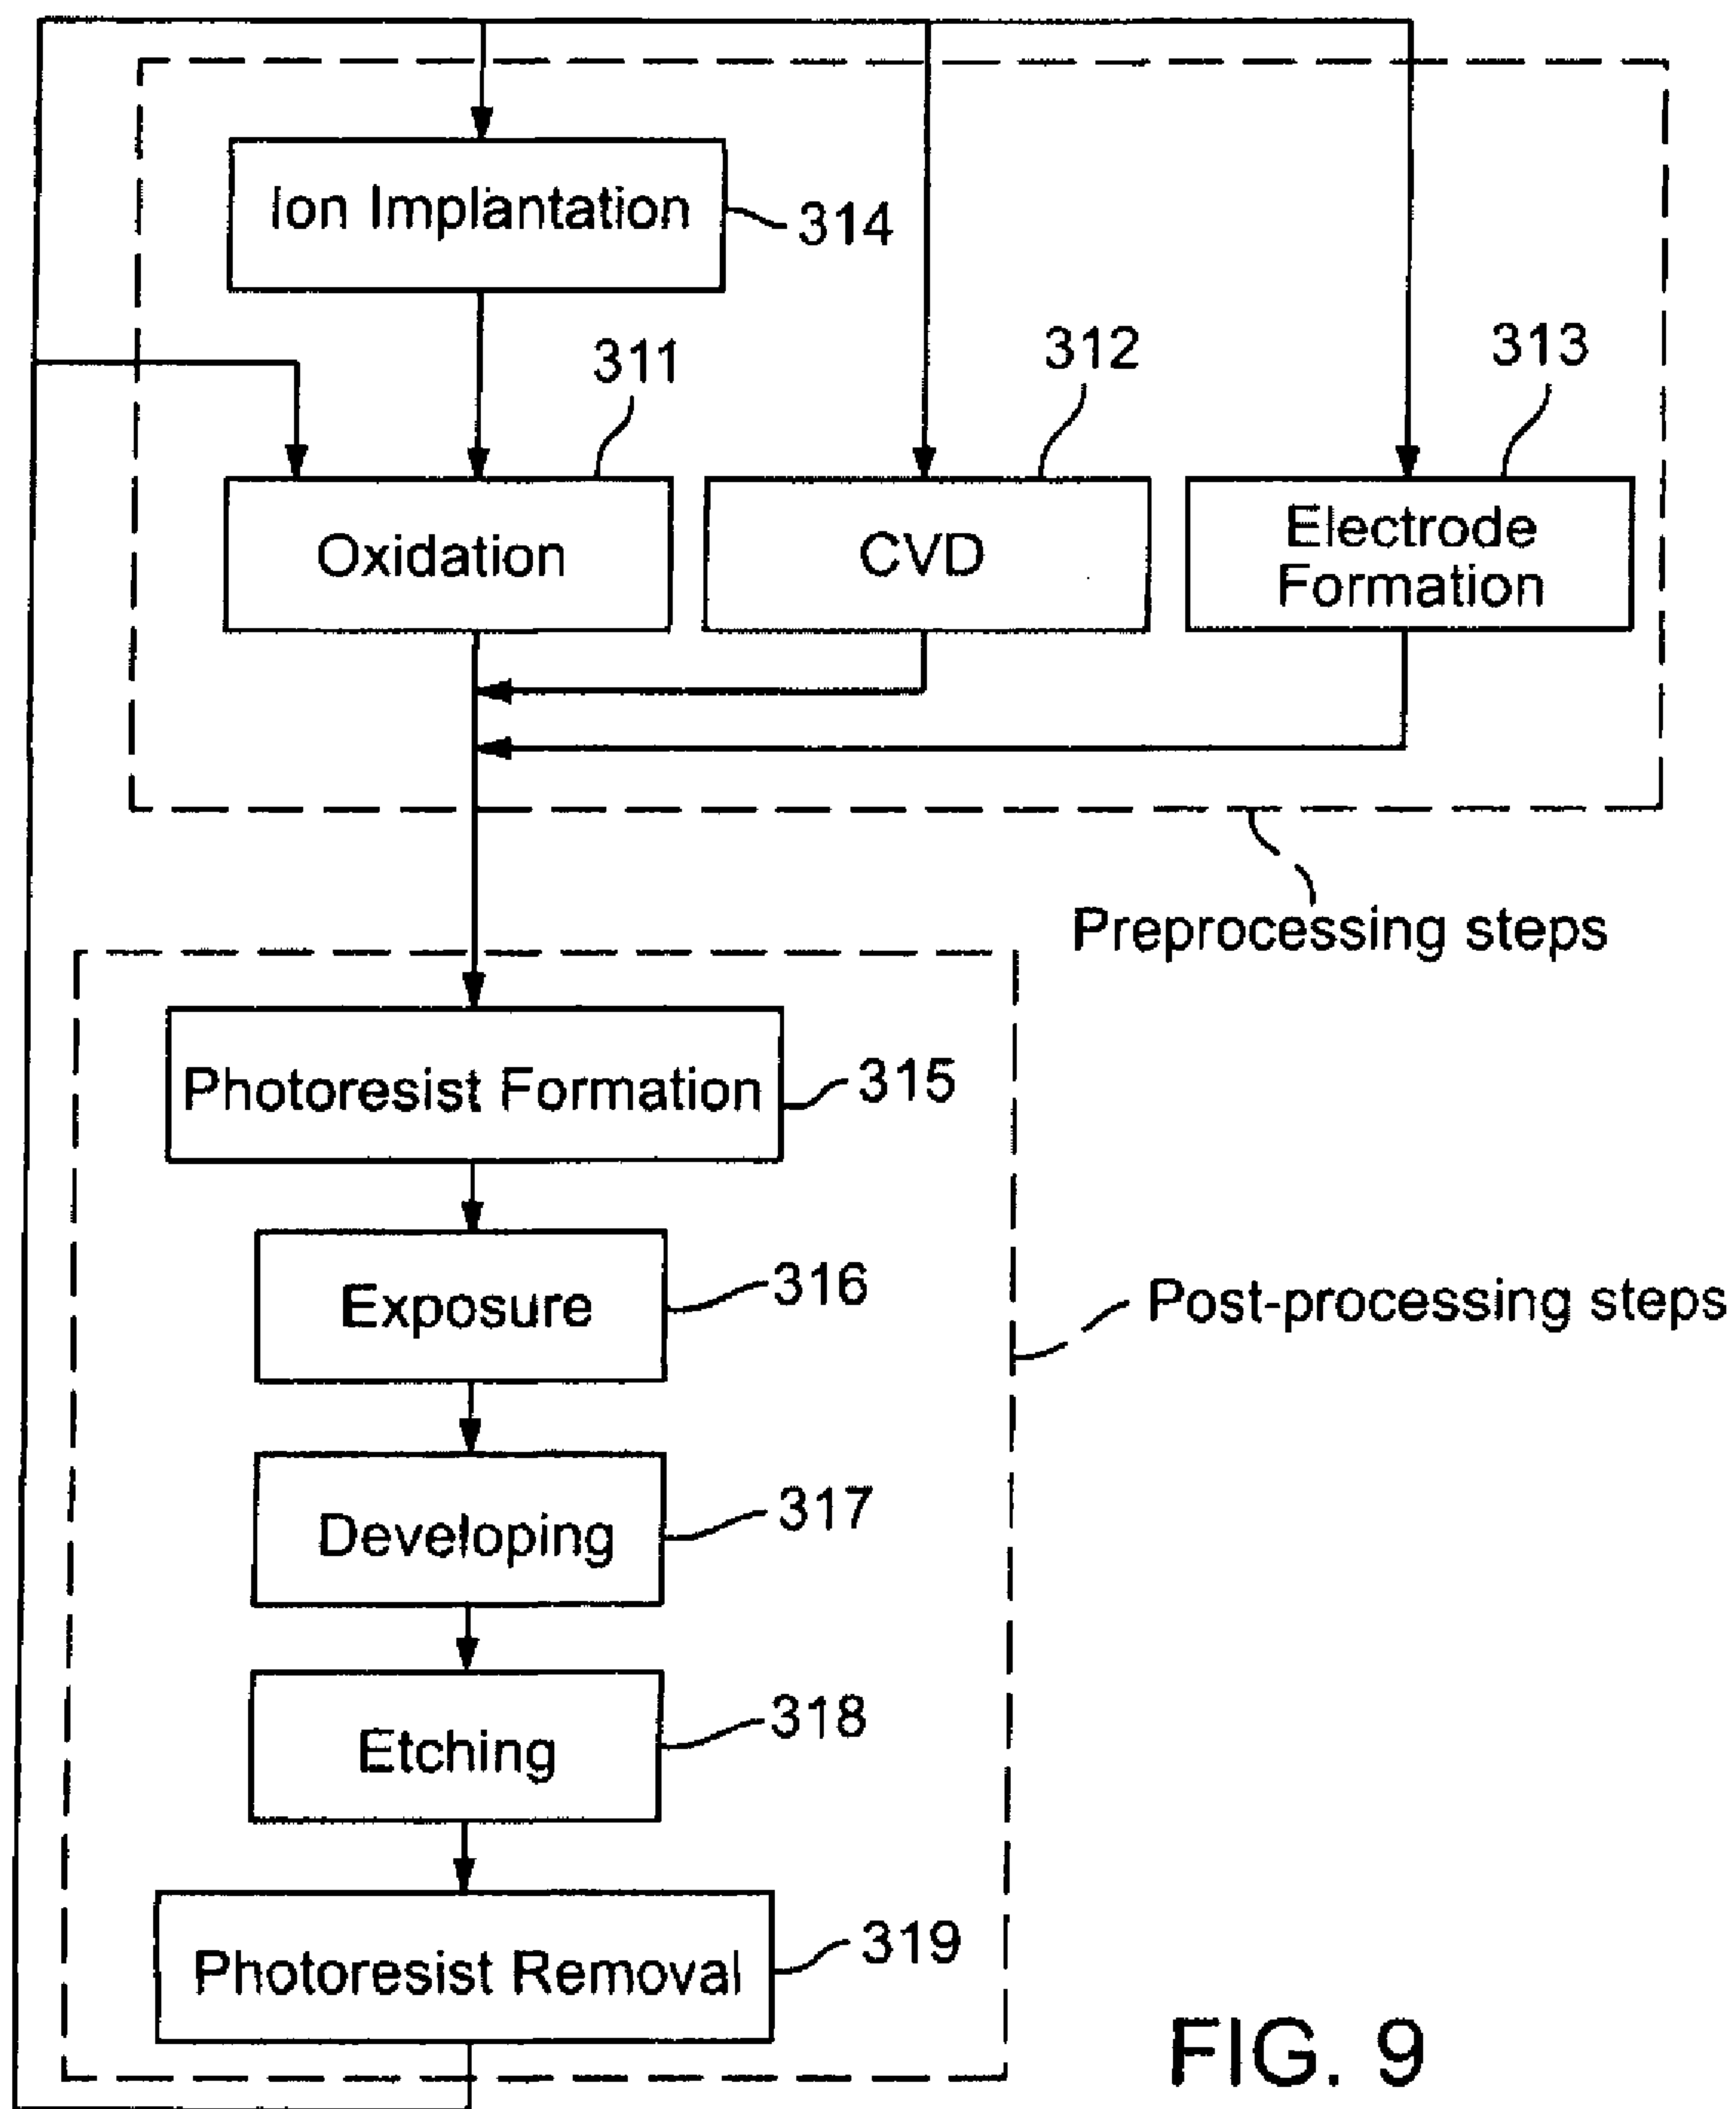 Ion Implantation
314
311
312
313
Oxidation
CVD
Electrode
Formation
Preprocessing steps
Photoresist Formation
315
Exposure
316
Post-processing steps
Developing
317
Etching
318
Photoresist Removal
319
FIG. 9